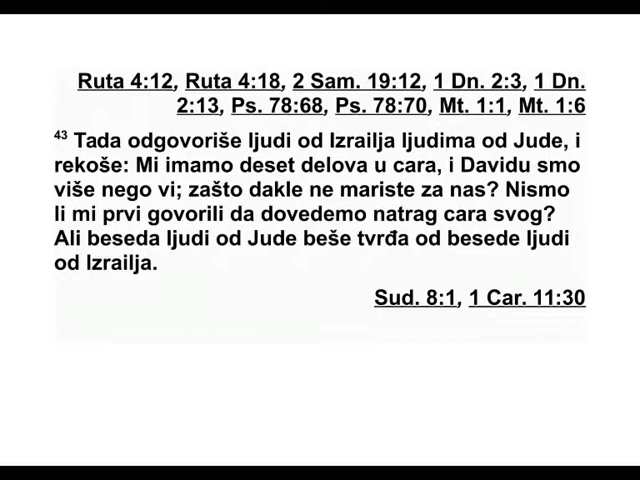 Ruta 4:12, Ruta 4:18, 2 Sam. 19:12, 1 Dn. 2:3, 1 Dn.
2:13, Ps. 78:68, Ps. 78:70, Mt. 1:1, Mt. 1:6
43 Tada odgovoriše ljudi od Izrailja ljudima od Jude, i
rekoše: Mi imamo deset delova u cara, i Davidu smo
više nego vi; zašto dakle ne mariste za nas? Nismo
li mi prvi govorili da dovedemo natrag cara svog?
Ali beseda ljudi od Jude beše tvrđa od besede ljudi
od Izrailja.
Sud. 8:1, 1 Car. 11:30